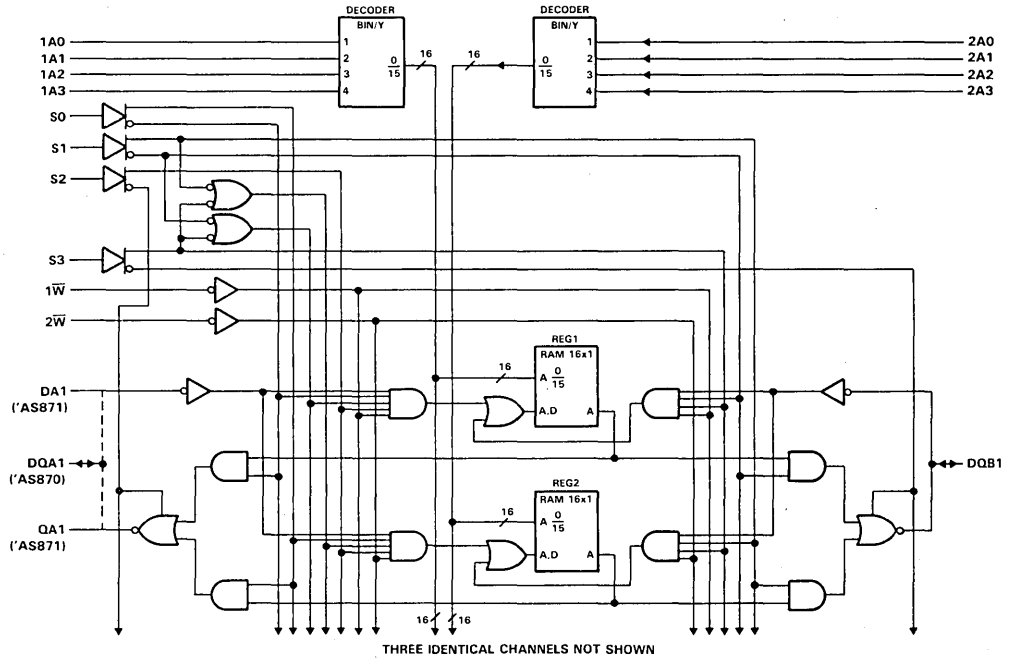 DECODER
BIN/Y
1A0
1A1
1A2
1A3
1
2
3
4
0
15
16
DECODER
BIN/Y
16
0
15
1
2
3
4
2A0
2A1
2A2
2A3
S0
S1
S2
S3
1W̅
2W̅
REG1
RAM 16x1
16
A 0
15
A.D
A
DA1
('AS871)
DQA1
('AS870)
DQB1
REG2
RAM 16x1
16
A 0
15
A.D
A
QA1
('AS871)
16
16
THREE IDENTICAL CHANNELS NOT SHOWN